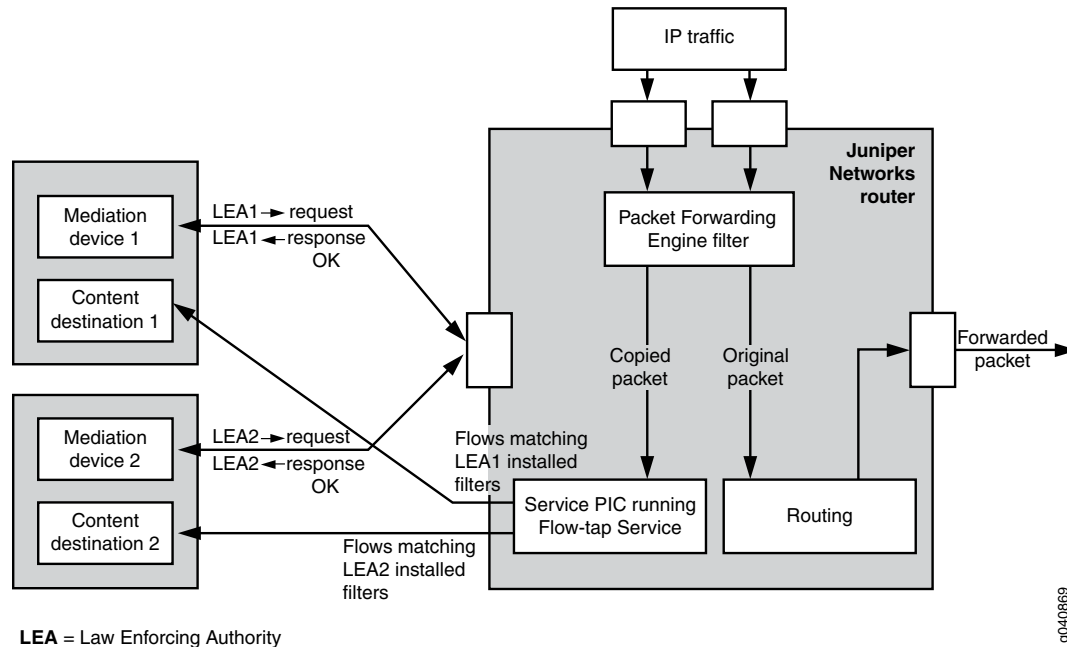 IP traffic
Juniper
Networks
router
Packet Forwarding
Engine filter
Mediation
device 1
LEA1 → request
LEA1 ← response
OK
Content
destination 1
Copied
packet
Original
packet
Forwarded
packet
Mediation
device 2
LEA2 → request
LEA2 ← response
OK
Flows matching
LEA1 installed
filters
Content
destination 2
Service PIC running
Flow-tap Service
Routing
Flows matching
LEA2 installed
filters
LEA = Law Enforcing Authority
g040869